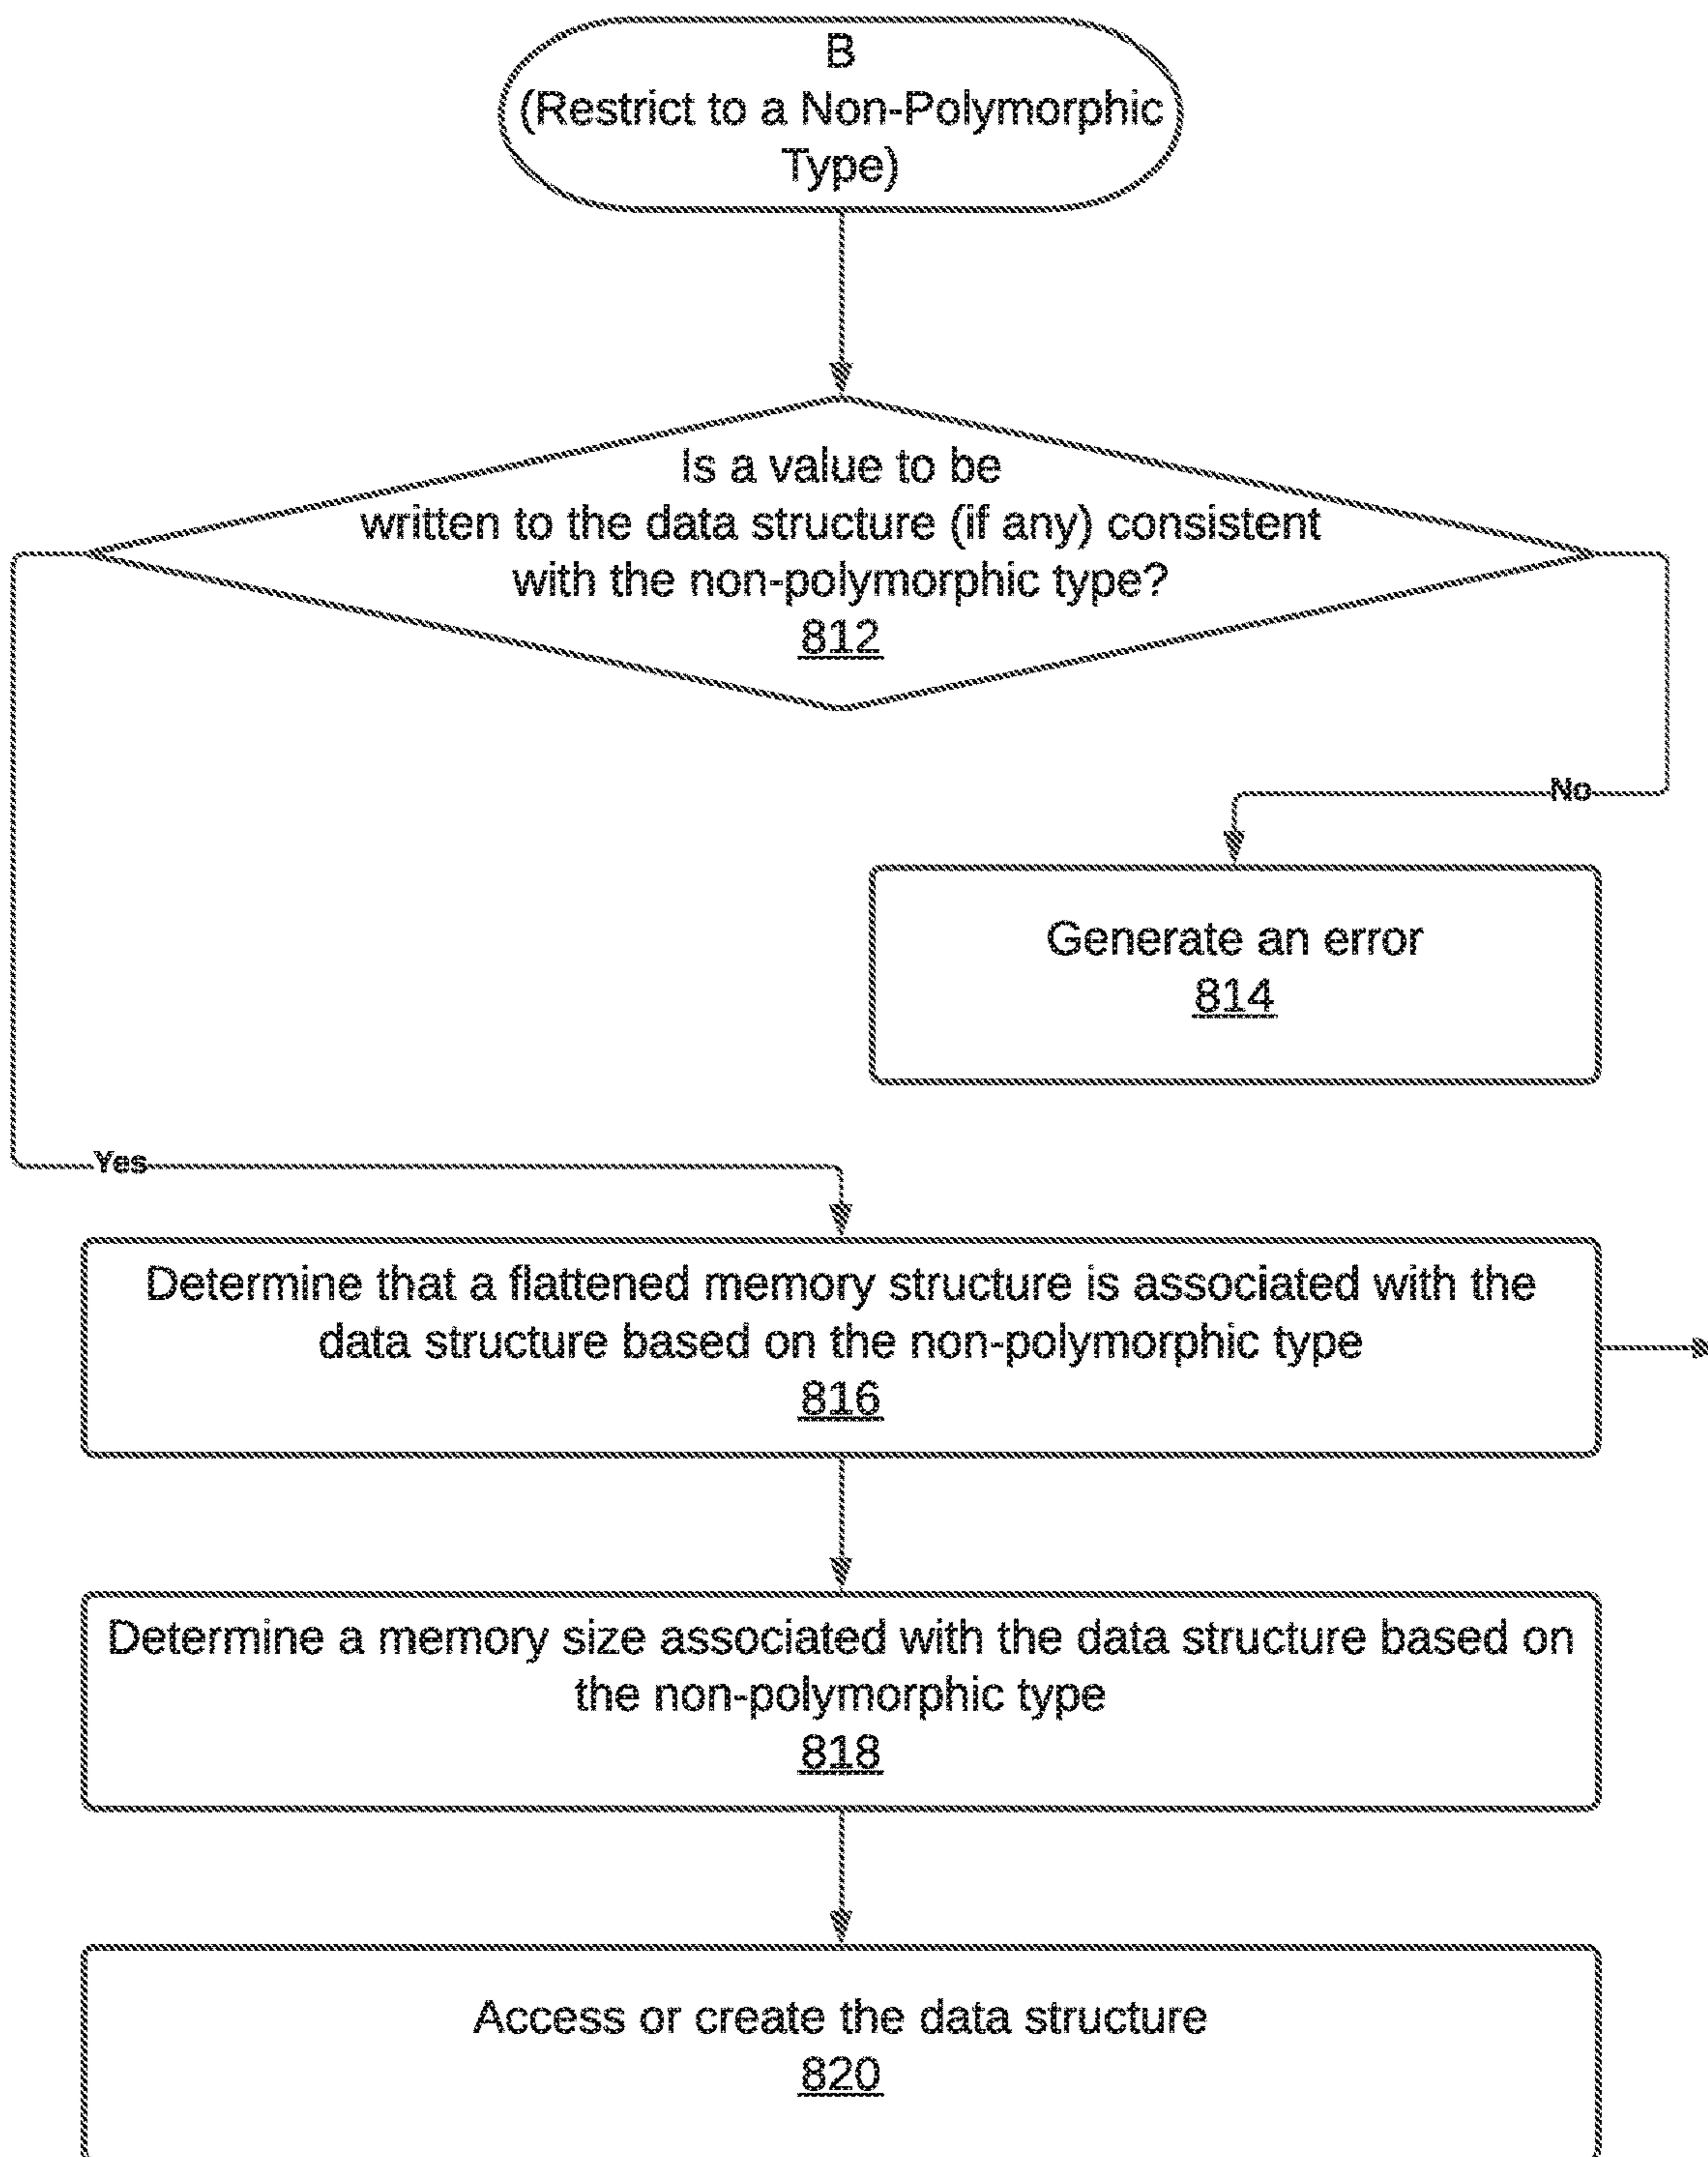 B
(Restrict to a Non-Polymorphic
Type)
Is a value to be
written to the data structure (if any) consistent
with the non-polymorphic type?
812
No
Generate an error
814
Yes
Determine that a flattened memory structure is associated with the
data structure based on the non-polymorphic type
816
Determine a memory size associated with the data structure based on
the non-polymorphic type
818
Access or create the data structure
820